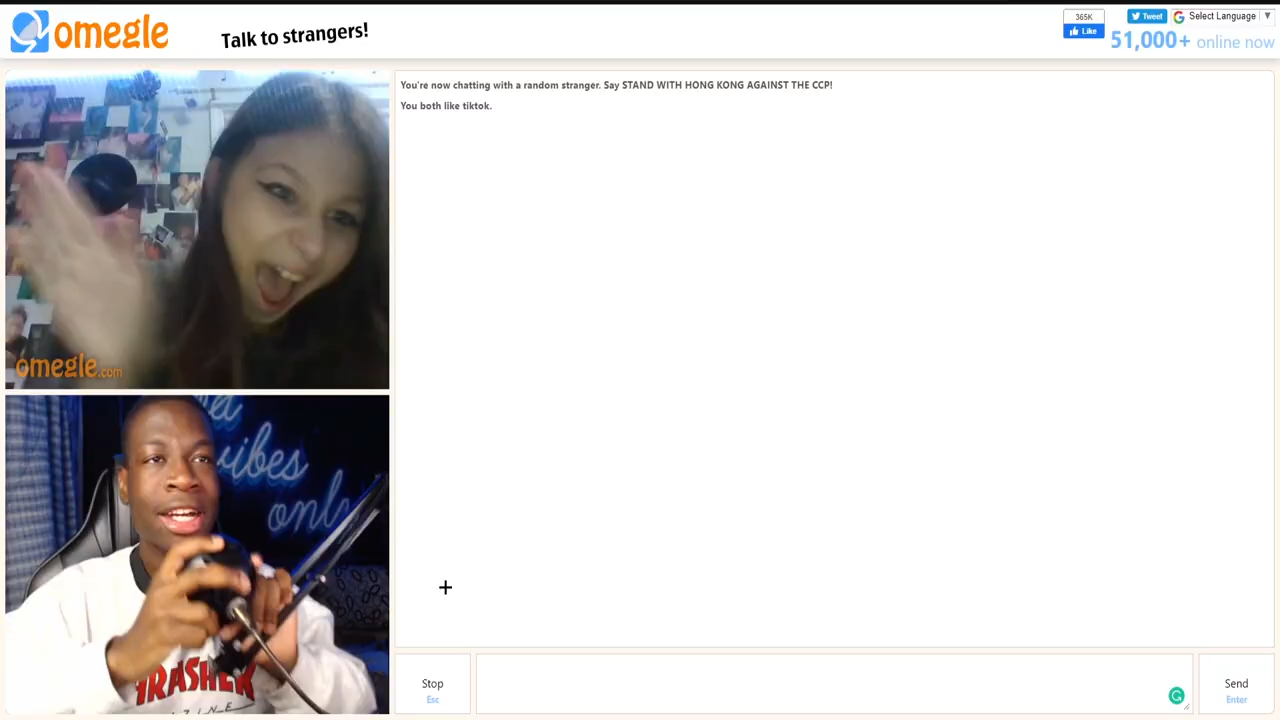 omegle
Talk to strangers!
365K
Like
Tweet
G Select Language ▼
51,000+ online now
You're now chatting with a random stranger. Say STAND WITH HONG KONG AGAINST THE CCP!
You both like tiktok.
omegle.com
vibes
only
THRASHER
Stop
Esc
Send
Enter